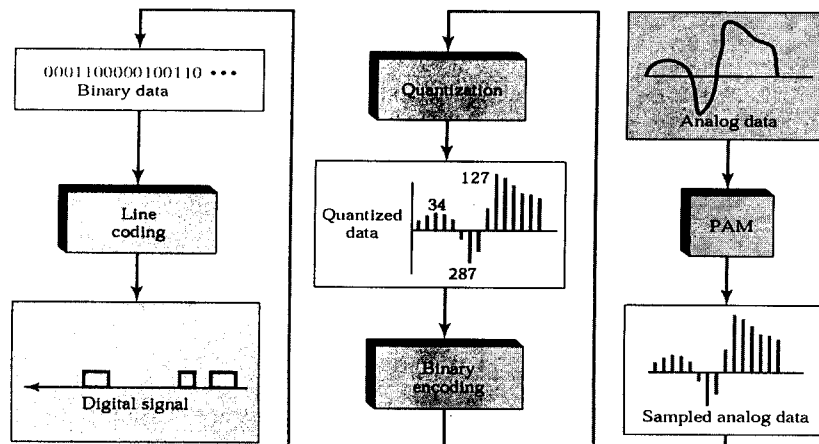 0001100000100110 •••
Binary data
Line
coding
Digital signal
Quantization
127
34
Quantized
data
287
Binary
encoding
Analog data
PAM
Sampled analog data